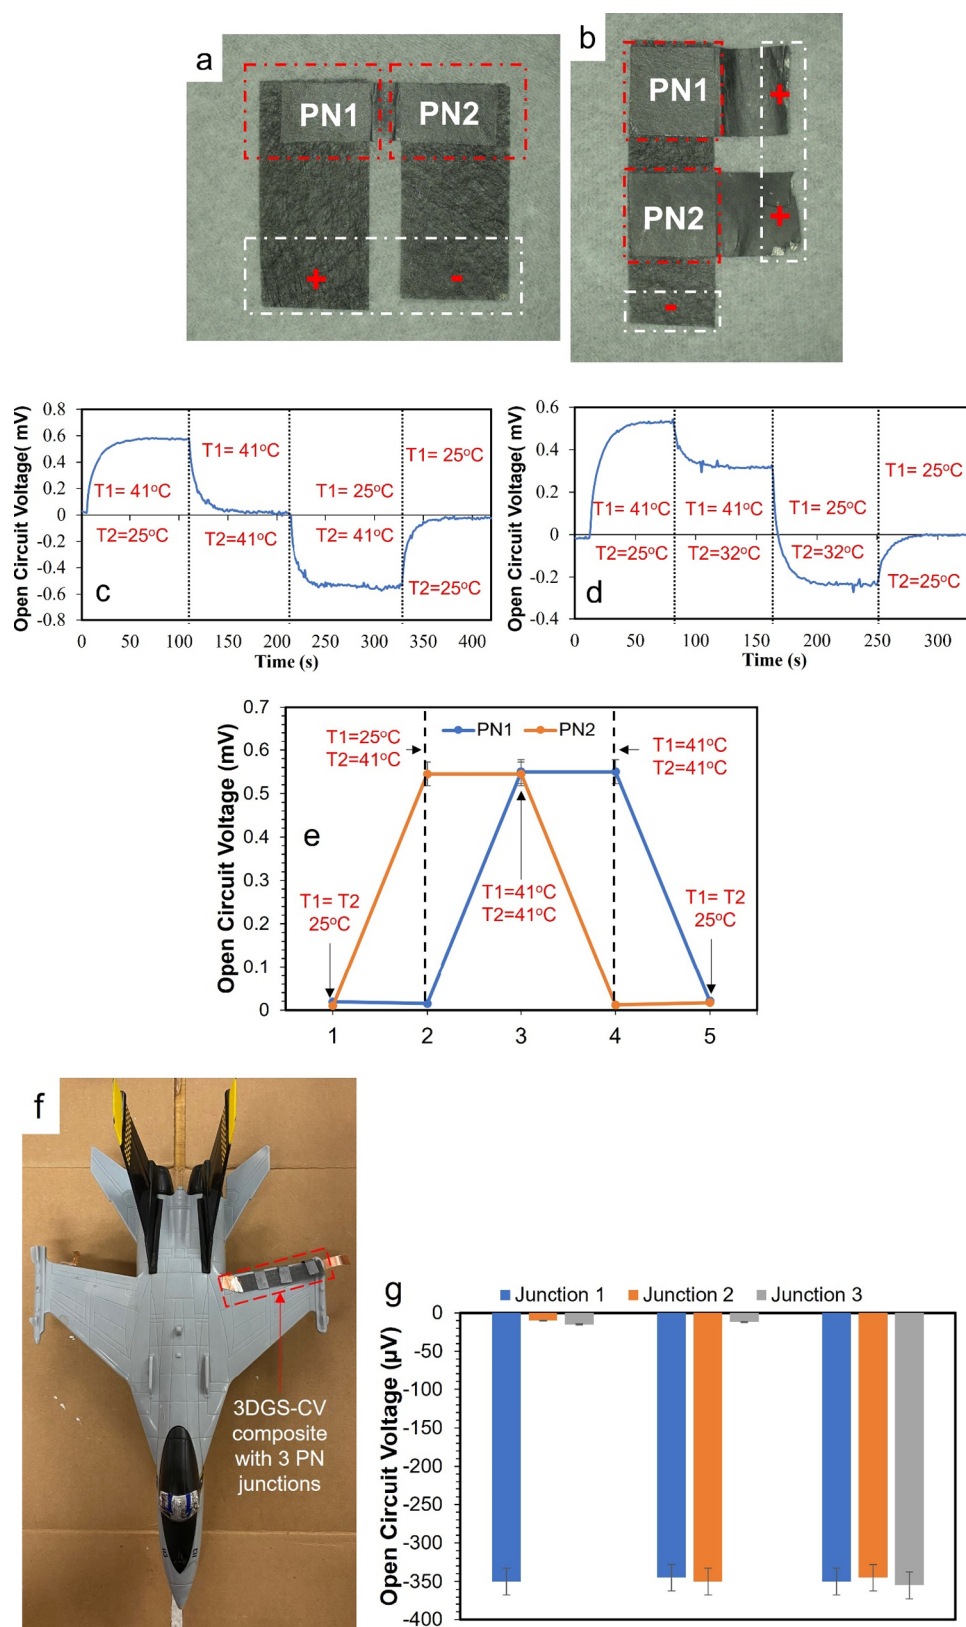 a
PN1
PN2
+
-
b
PN1
+
PN2
+
-
Open Circuit Voltage( mV)
0.8
0.6
0.4
0.2
0
-0.2
-0.4
-0.6
-0.8
T1= 41°C
T2=25°C
T1= 41°C
T2=41°C
T1= 25°C
T2= 41°C
T1= 25°C
T2=25°C
c
0 50 100 150 200 250 300 350 400
Time (s)
Open Circuit Voltage( mV)
0.6
0.4
0.2
0
-0.2
-0.4
T1= 41°C
T2= 25°C
T1= 41°C
T2=32°C
T1= 25°C
T2=32°C
T1= 25°C
T2=25°C
d
0 50 100 150 200 250 300
Time (s)
Open Circuit Voltage (mV)
0.7
0.6
0.5
0.4
0.3
0.2
0.1
0
PN1 PN2
T1=25°C
T2=41°C
T1=41°C
T2=41°C
e
T1= T2
25°C
T1=41°C
T2=41°C
T1= T2
25°C
1 2 3 4 5
f
3DGS-CV
composite
with 3 PN
junctions
g
Junction 1 Junction 2 Junction 3
Open Circuit Voltage (µV)
0
-50
-100
-150
-200
-250
-300
-350
-400